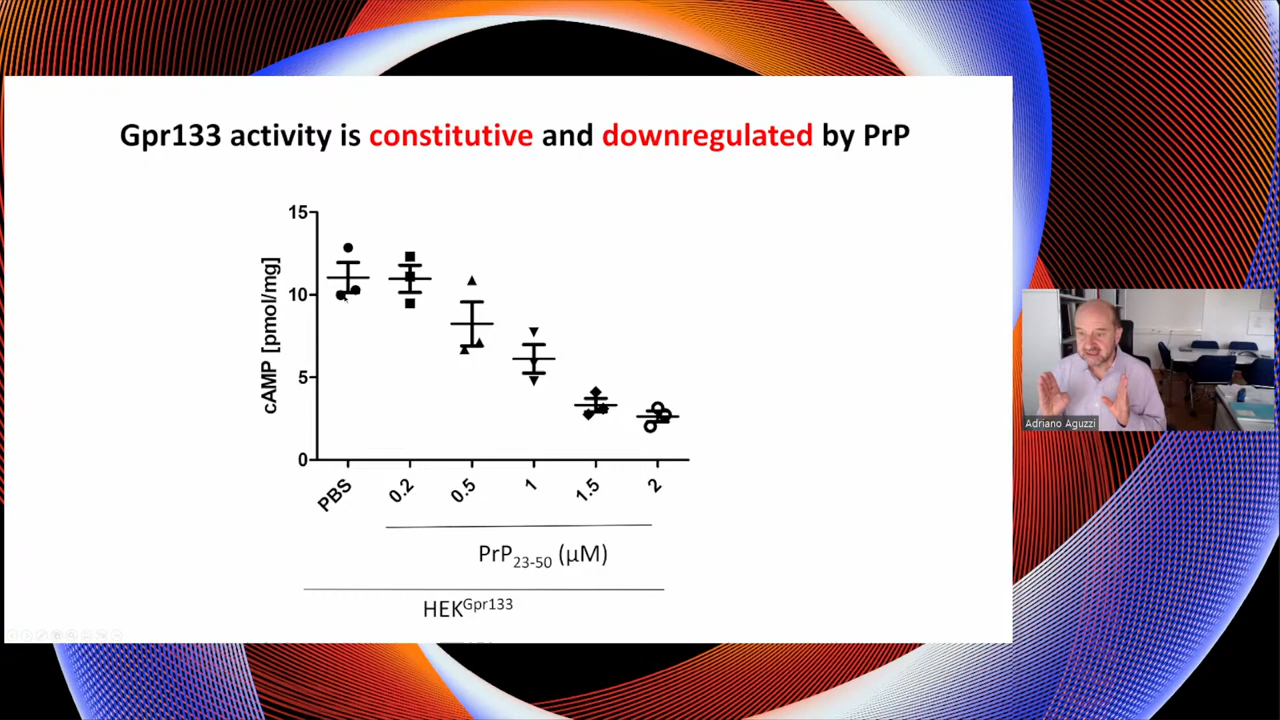 Gpr133 activity is constitutive and downregulated by PrP
15
10
5
0
cAMP [pmol/mg]
PBS
0.2
0.5
1
1.5
2
PrP23-50 (µM)
HEKGpr133
Adriano Aguzzi